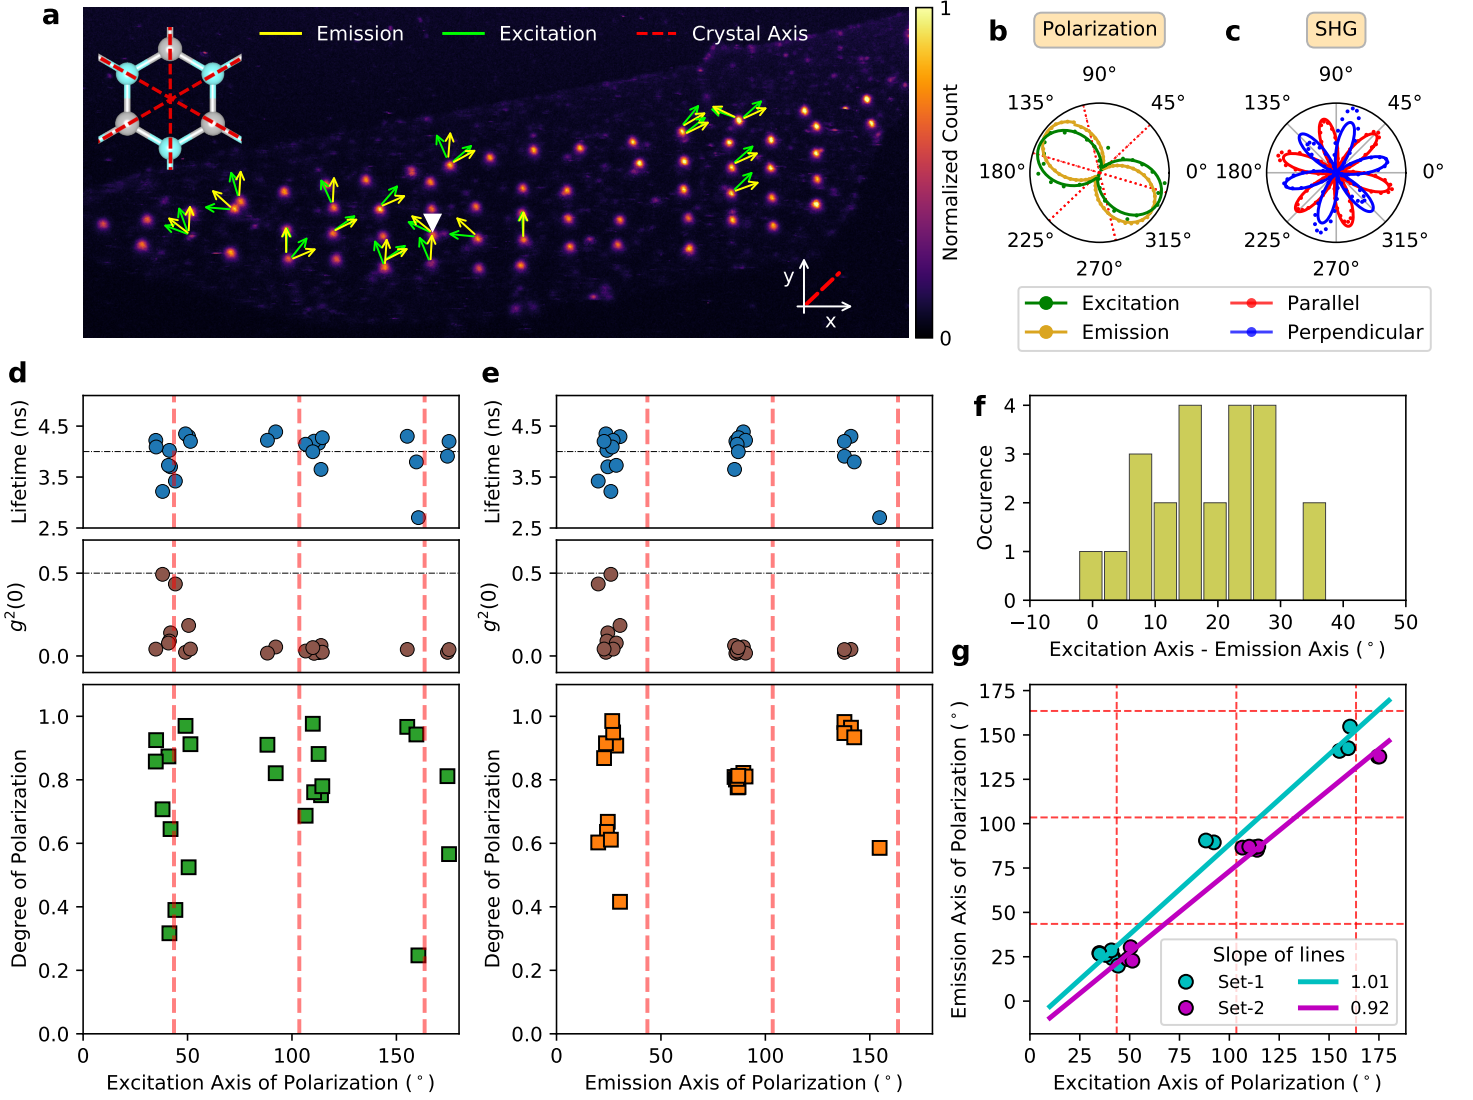 a
Emission
Excitation
Crystal Axis
y
x
1
0
Normalized Count
b
Polarization
90°
135°
45°
180°
0°
225°
315°
270°
c
SHG
90°
135°
45°
180°
0°
225°
315°
270°
Excitation
Emission
Parallel
Perpendicular
d
Lifetime (ns)
4.5
3.5
2.5
g²(0)
0.5
0.0
Degree of Polarization
1.0
0.8
0.6
0.4
0.2
0.0
0
50
100
150
Excitation Axis of Polarization (°)
e
Lifetime (ns)
4.5
3.5
2.5
g²(0)
0.5
0.0
Degree of Polarization
1.0
0.8
0.6
0.4
0.2
0.0
0
50
100
150
Emission Axis of Polarization (°)
f
Occurence
4
3
2
1
0
−10
0
10
20
30
40
50
Excitation Axis - Emission Axis (°)
g
Emission Axis of Polarization (°)
175
150
125
100
75
50
25
0
Slope of lines
Set-1
1.01
Set-2
0.92
0
25
50
75
100
125
150
175
Excitation Axis of Polarization (°)